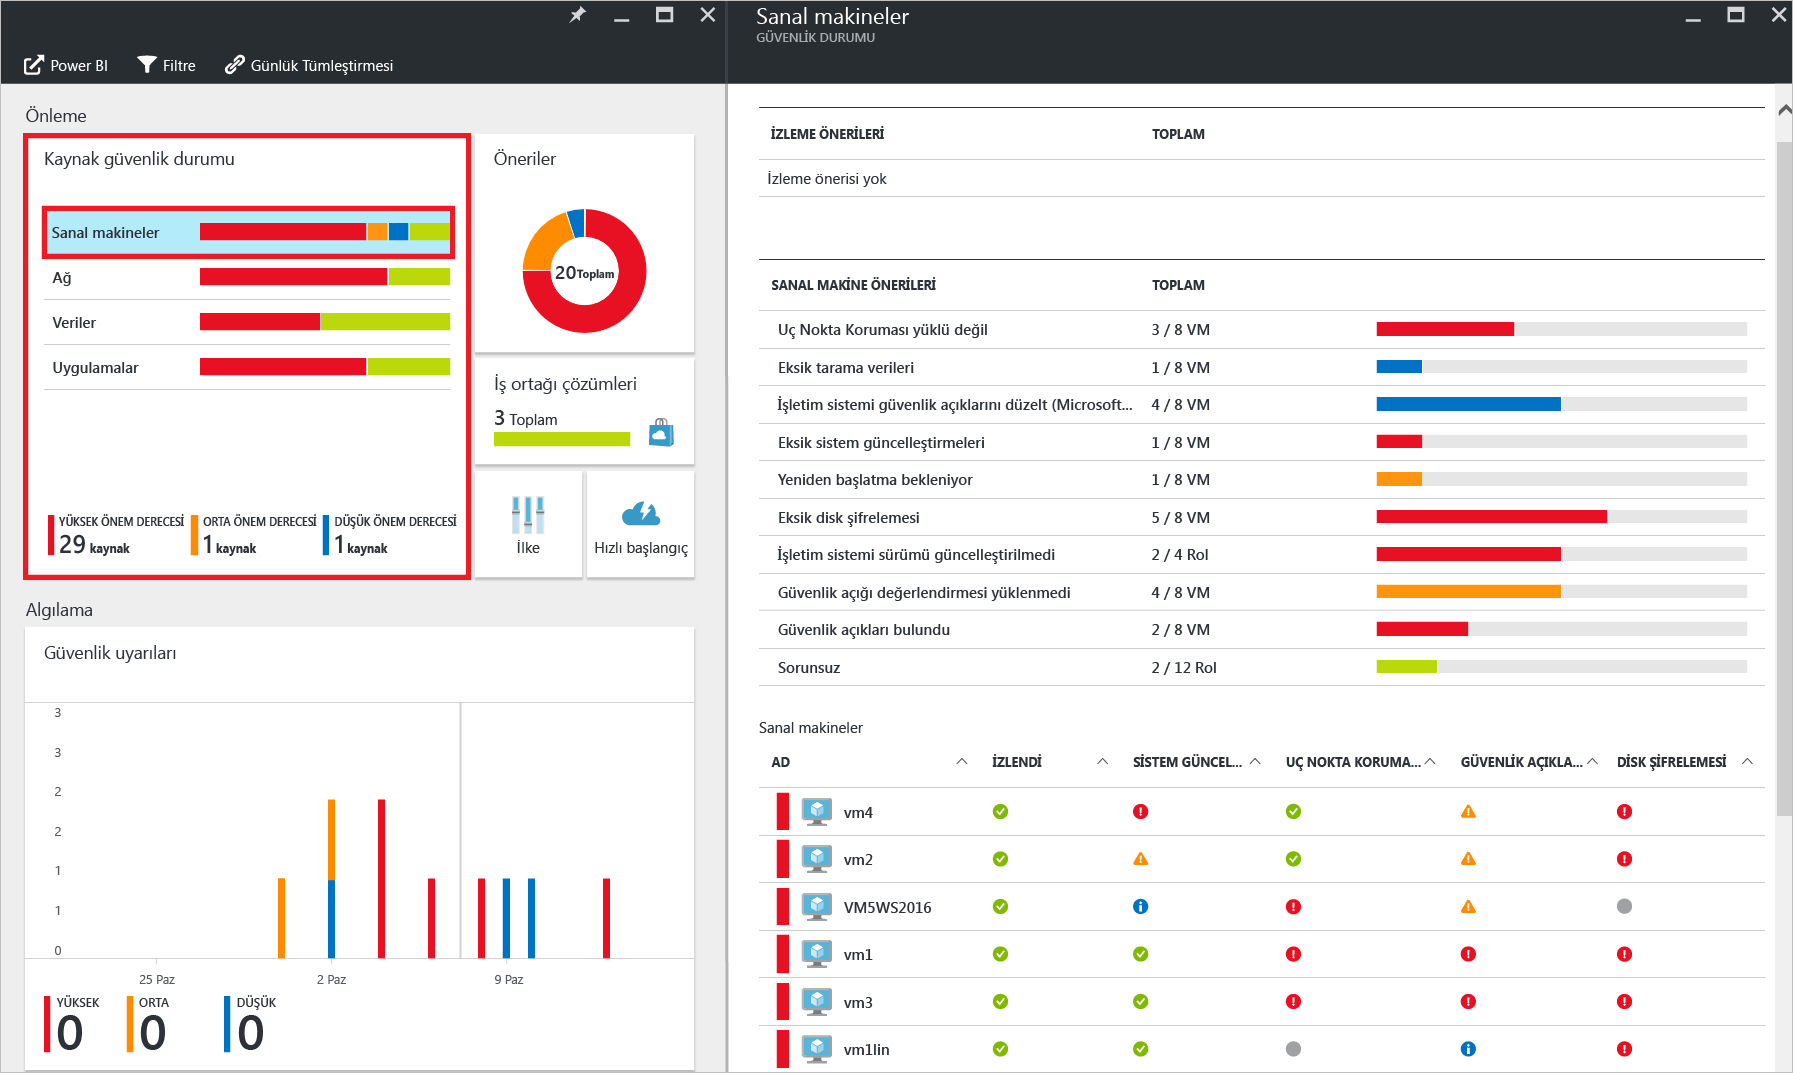 Power BI
Filtre
Günlük Tümleştirmesi
Önleme
Kaynak güvenlik durumu
Sanal makineler
Ağ
Veriler
Uygulamalar
YÜKSEK ÖNEM DERECESİ
29 kaynak
ORTA ÖNEM DERECESİ
1 kaynak
DÜŞÜK ÖNEM DERECESİ
1 kaynak
Öneriler
20 Toplam
İş ortağı çözümleri
3 Toplam
İlke
Hızlı başlangıç
Algılama
Güvenlik uyarıları
3
3
2
2
1
1
0
25 Paz
2 Paz
9 Paz
YÜKSEK
0
ORTA
0
DÜŞÜK
0
Sanal makineler
GÜVENLİK DURUMU
İZLEME ÖNERİLERİ TOPLAM
İzleme önerisi yok
SANAL MAKİNE ÖNERİLERİ TOPLAM
Uç Nokta Koruması yüklü değil 3 / 8 VM
Eksik tarama verileri 1 / 8 VM
İşletim sistemi güvenlik açıklarını düzelt (Microsoft... 4 / 8 VM
Eksik sistem güncelleştirmeleri 1 / 8 VM
Yeniden başlatma bekleniyor 1 / 8 VM
Eksik disk şifrelemesi 5 / 8 VM
İşletim sistemi sürümü güncelleştirilmedi 2 / 4 Rol
Güvenlik açığı değerlendirmesi yüklenmedi 4 / 8 VM
Güvenlik açıkları bulundu 2 / 8 VM
Sorunsuz 2 / 12 Rol
Sanal makineler
AD İZLENDİ SİSTEM GÜNCEL... UÇ NOKTA KORUMA... GÜVENLİK AÇIKLA... DİSK ŞİFRELEMESİ
vm4
vm2
VM5WS2016
vm1
vm3
vm1lin